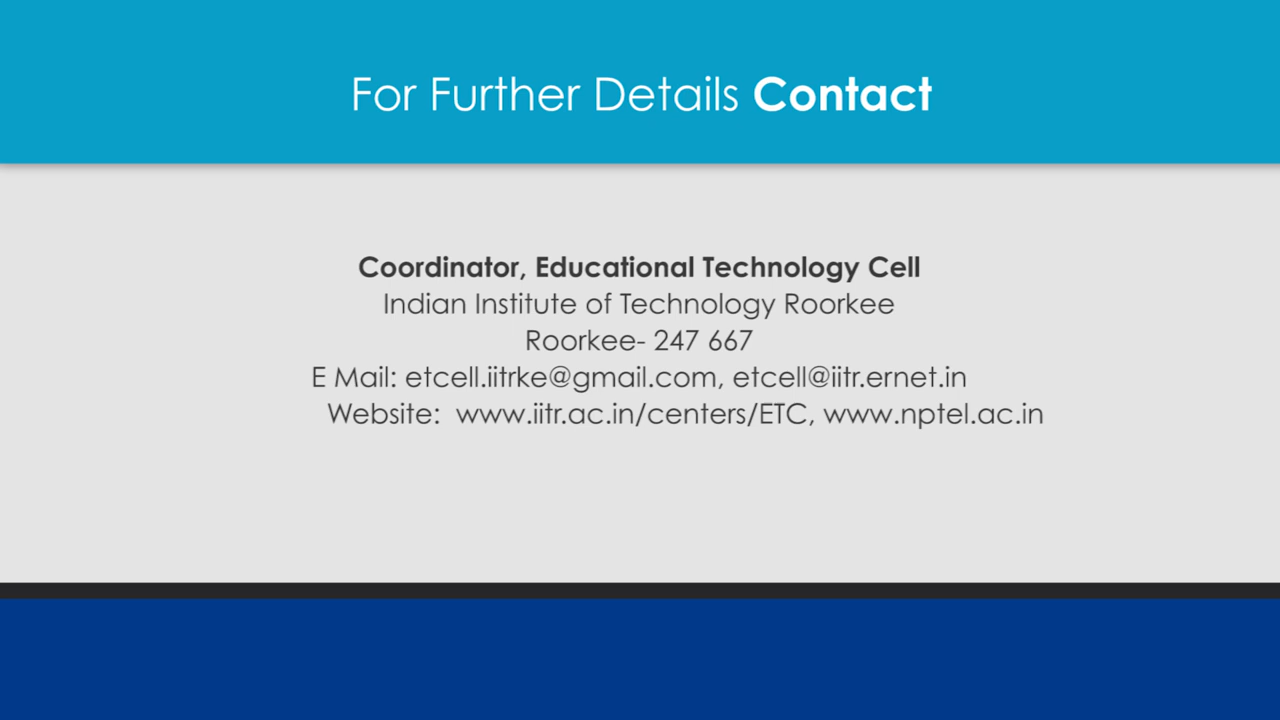 For Further Details Contact
Coordinator, Educational Technology Cell
Indian Institute of Technology Roorkee
Roorkee- 247 667
E Mail: etcell.iitrke@gmail.com, etcell@iitr.ernet.in
Website: www.iitr.ac.in/centers/ETC, www.nptel.ac.in